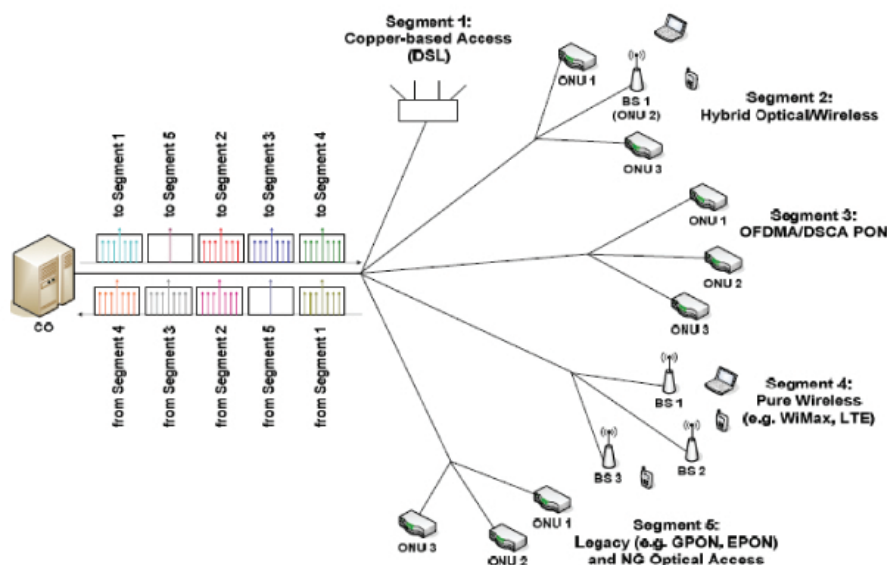 Segment 1:
Copper-based Access
(DSL)
ONU 1
BS 1
(ONU 2)
ONU 3
Segment 2:
Hybrid Optical/Wireless
to Segment 1
to Segment 5
to Segment 2
to Segment 3
to Segment 4
ONU 1
ONU 2
ONU 3
Segment 3:
OFDMA/DSCA PON
CO
from Segment 4
from Segment 3
from Segment 2
from Segment 5
from Segment 1
BS 1
BS 2
BS 3
Segment 4:
Pure Wireless
(e.g. WiMax, LTE)
ONU 1
ONU 2
ONU 3
Segment 5:
Legacy (e.g. GPON, EPON)
and NG Optical Access